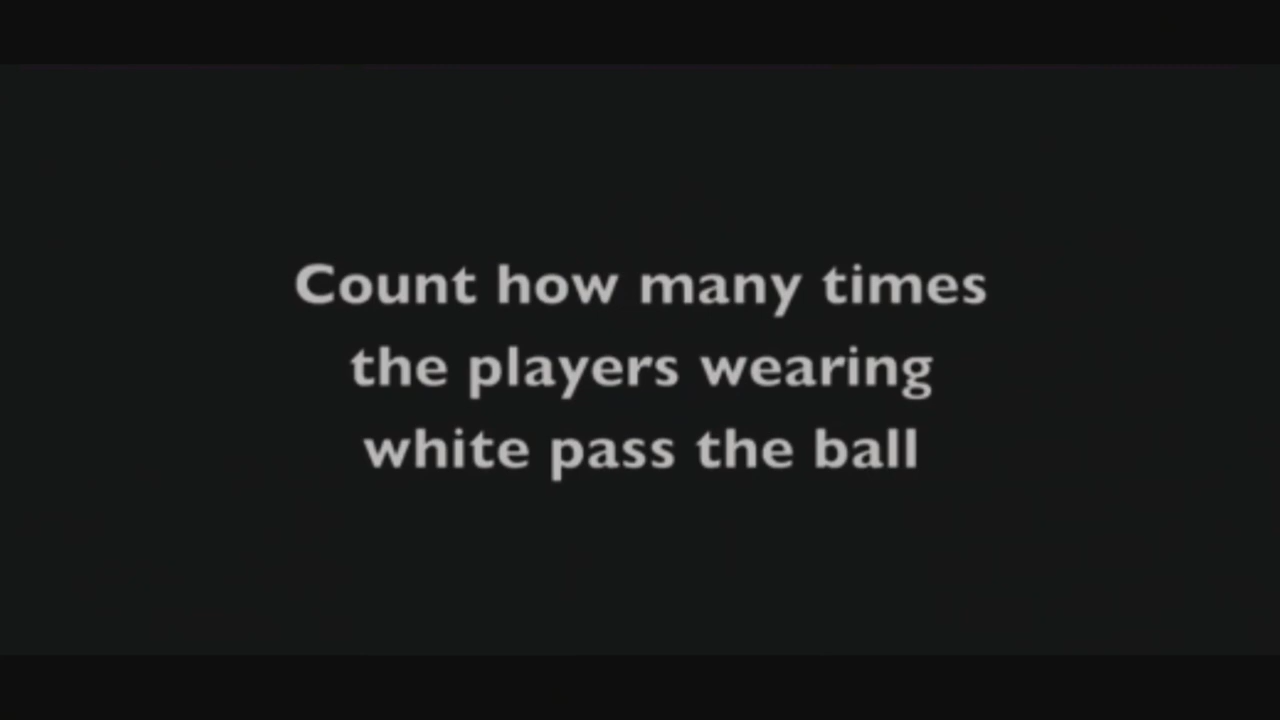 Count how many times
the players wearing
white pass the ball